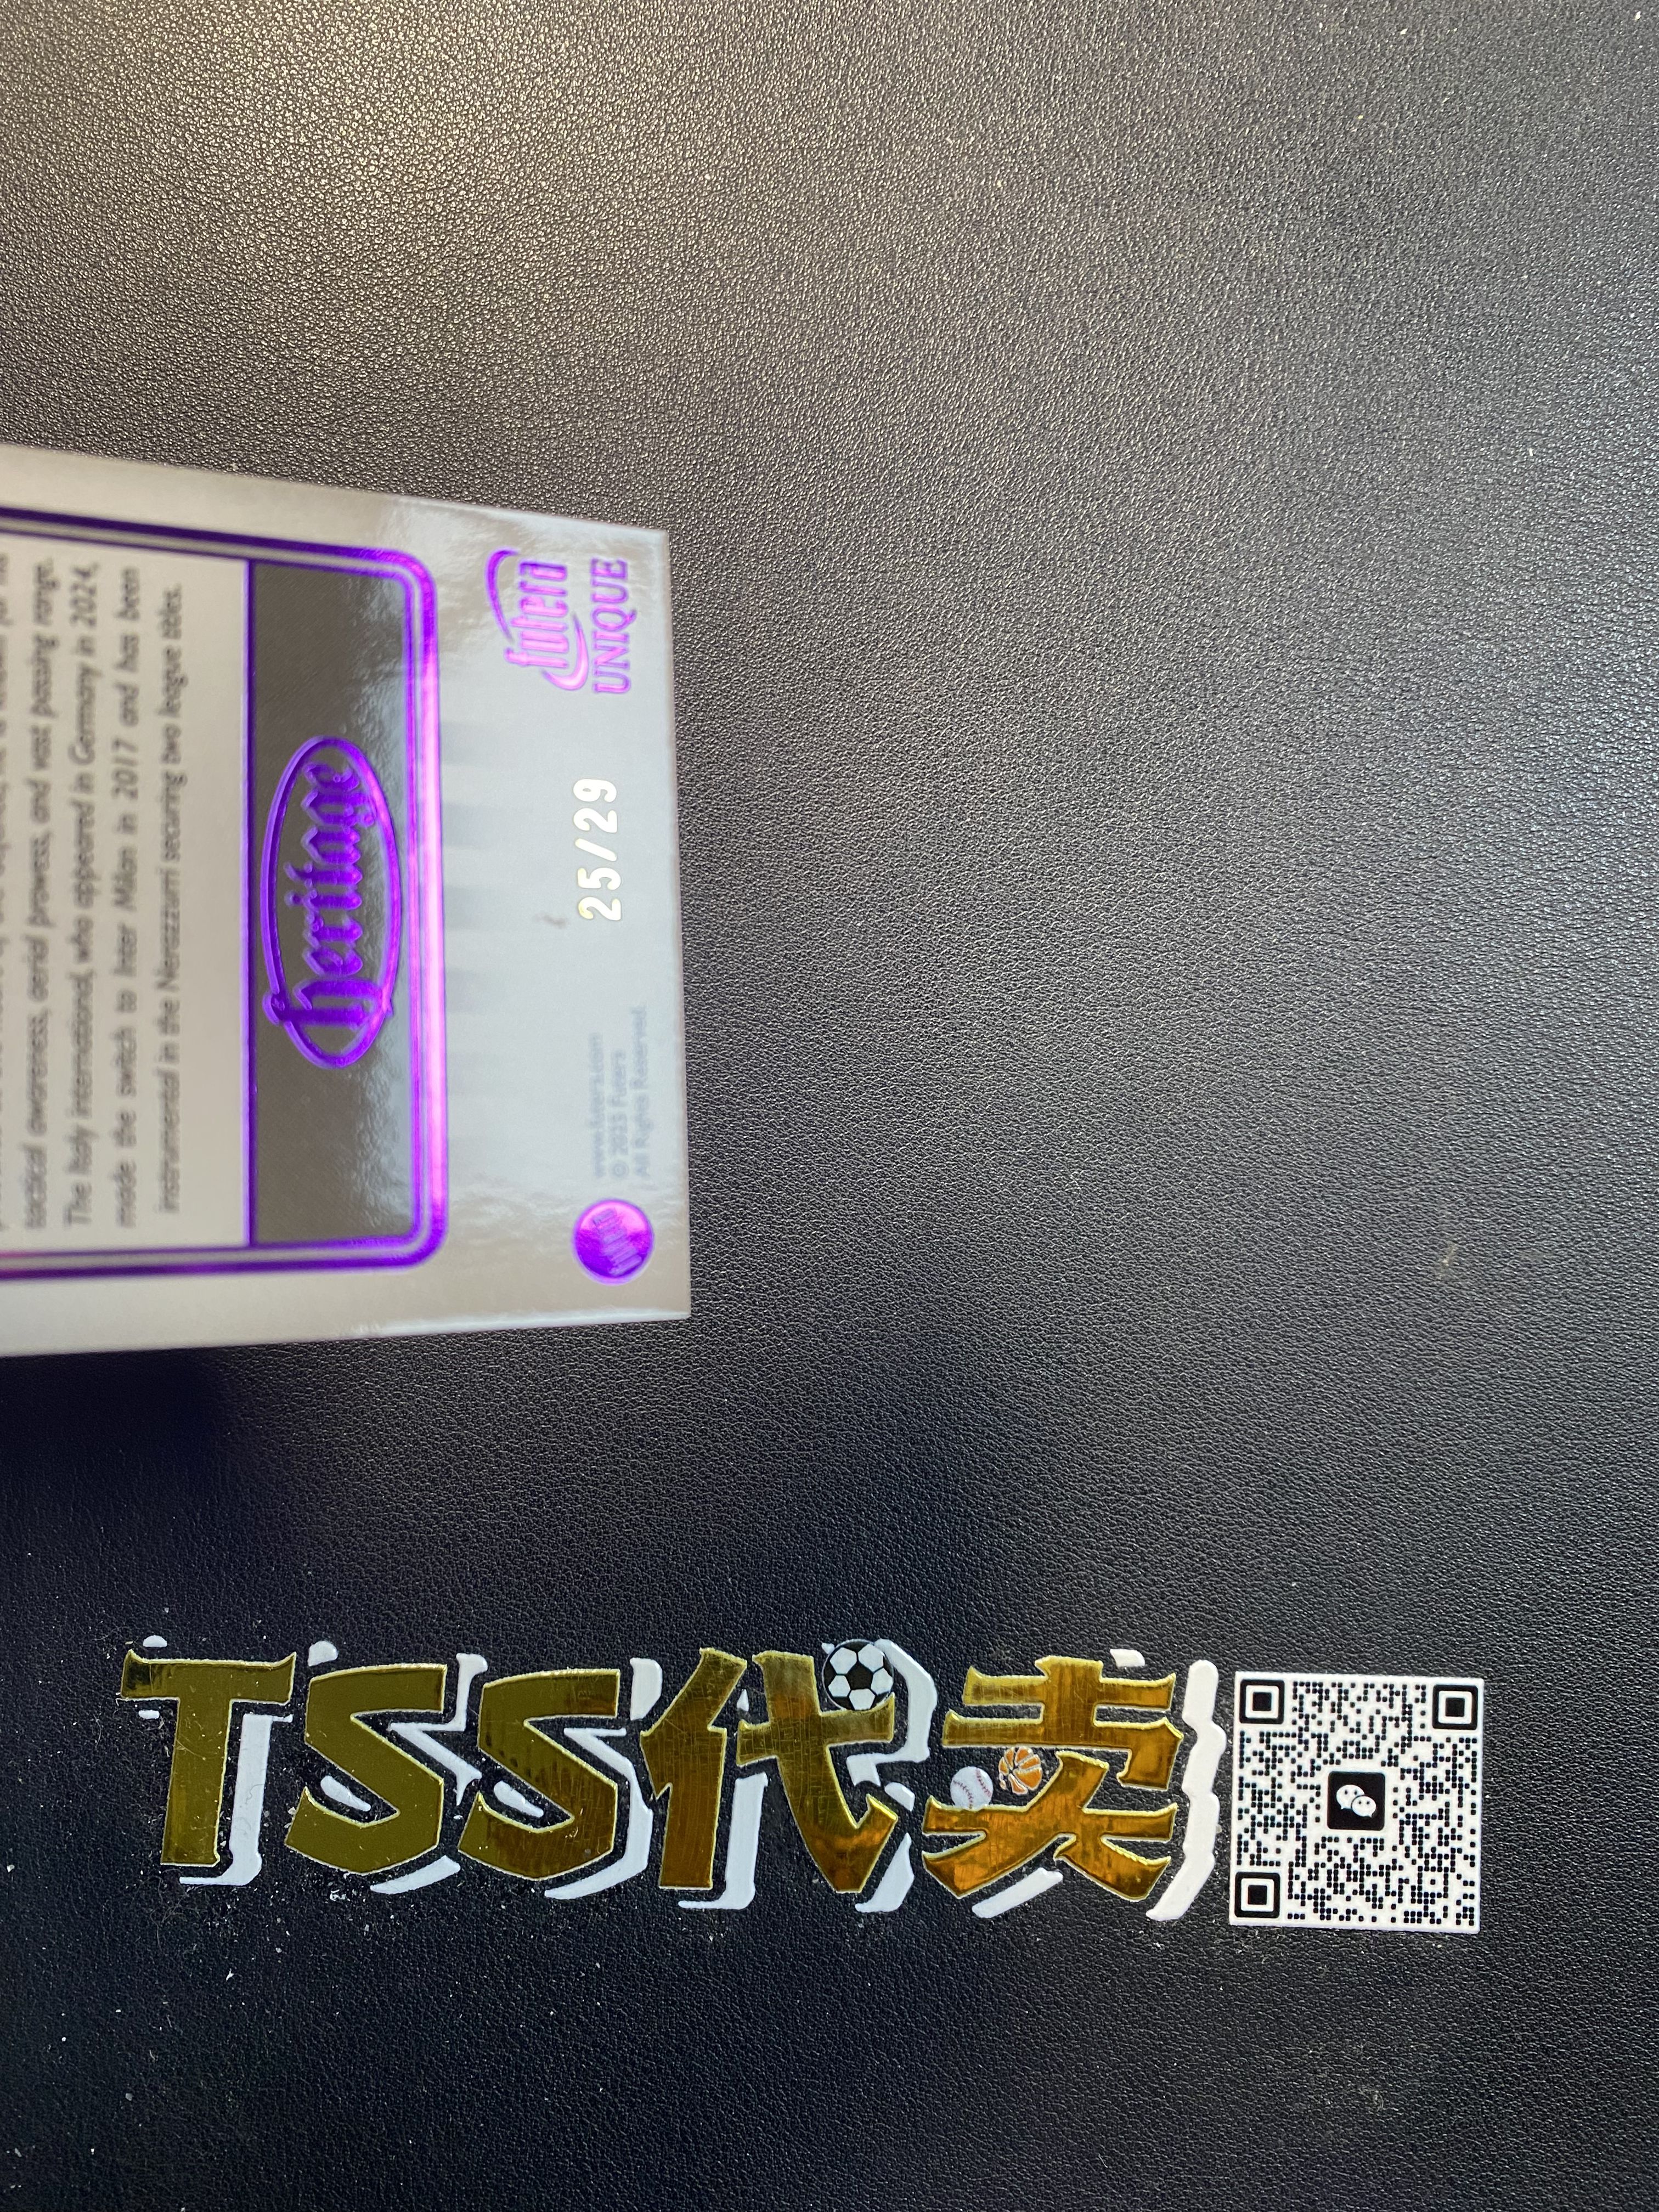 tactical awareness, aerial prowess, and vast passing range.
The Italy international, who appeared in Germany in 2024,
made the switch to Inter Milan in 2017 and has been
instrumental in the Nerazzurri securing two league titles.
heritage
futera
UNIQUE
25/29
www.futera.com
© 2025 Futera
All Rights Reserved.
TSS代卖